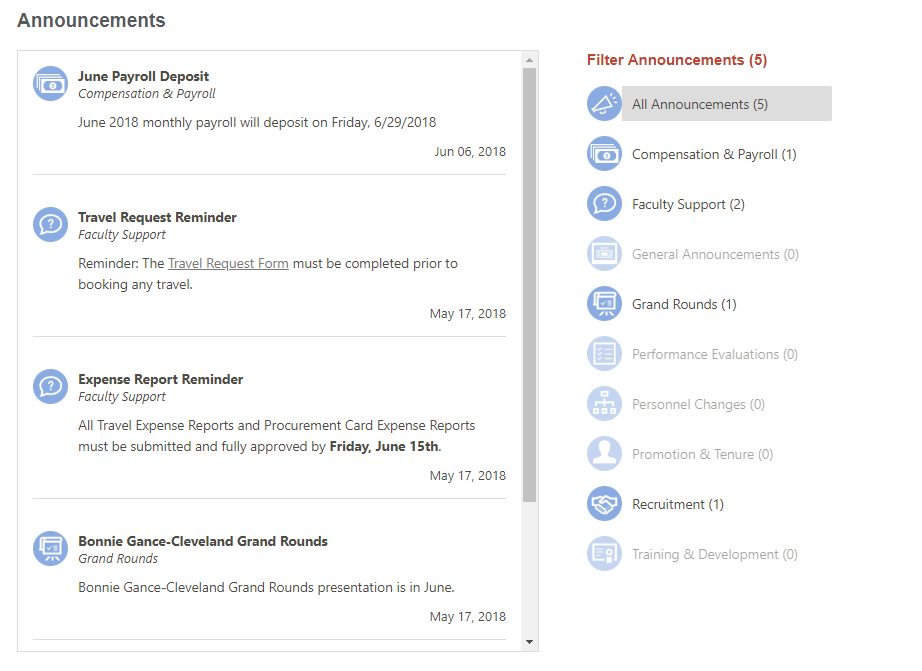 Announcements
June Payroll Deposit
Compensation & Payroll
June 2018 monthly payroll will deposit on Friday, 6/29/2018
Jun 06, 2018
Travel Request Reminder
Faculty Support
Reminder: The Travel Request Form must be completed prior to
booking any travel.
May 17, 2018
Expense Report Reminder
Faculty Support
All Travel Expense Reports and Procurement Card Expense Reports
must be submitted and fully approved by Friday, June 15th.
May 17, 2018
Bonnie Gance-Cleveland Grand Rounds
Grand Rounds
Bonnie Gance-Cleveland Grand Rounds presentation is in June.
May 17, 2018
Filter Announcements (5)
All Announcements (5)
Compensation & Payroll (1)
Faculty Support (2)
General Announcements (0)
Grand Rounds (1)
Performance Evaluations (0)
Personnel Changes (0)
Promotion & Tenure (0)
Recruitment (1)
Training & Development (0)